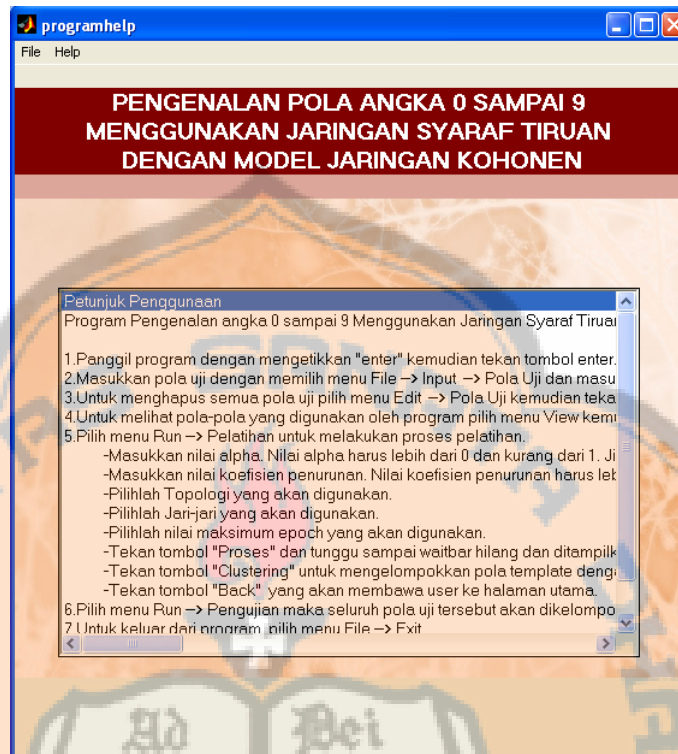 programhelp
File Help
PENGENALAN POLA ANGKA 0 SAMPAI 9
MENGGUNAKAN JARINGAN SYARAF TIRUAN
DENGAN MODEL JARINGAN KOHONEN
Petunjuk Penggunaan
Program Pengenalan angka 0 sampai 9 Menggunakan Jaringan Syaraf Tiruan
1.Panggil program dengan mengetikkan "enter" kemudian tekan tombol enter.
2.Masukkan pola uji dengan memilih menu File –> Input –> Pola Uji dan masu
3.Untuk menghapus semua pola uji pilih menu Edit –> Pola Uji kemudian teka
4.Untuk melihat pola-pola yang digunakan oleh program pilih menu View kem
5.Pilih menu Run –> Pelatihan untuk melakukan proses pelatihan.
-Masukkan nilai alpha. Nilai alpha harus lebih dari 0 dan kurang dari 1. Ji
-Masukkan nilai koefisien penurunan. Nilai koefisien penurunan harus leb
-Pilihlah Topologi yang akan digunakan.
-Pilihlah Jari-jari yang akan digunakan.
-Pilihlah nilai maksimum epoch yang akan digunakan.
-Tekan tombol "Proses" dan tunggu sampai waitbar hilang dan ditampilk
-Tekan tombol "Clustering" untuk mengelompokkan pola template denga
-Tekan tombol "Back" yang akan membawa user ke halaman utama.
6.Pilih menu Run –> Pengujian maka seluruh pola uji tersebut akan dikelompo
7.Untuk keluar dari program, pilih menu File –> Exit
Ad Dei